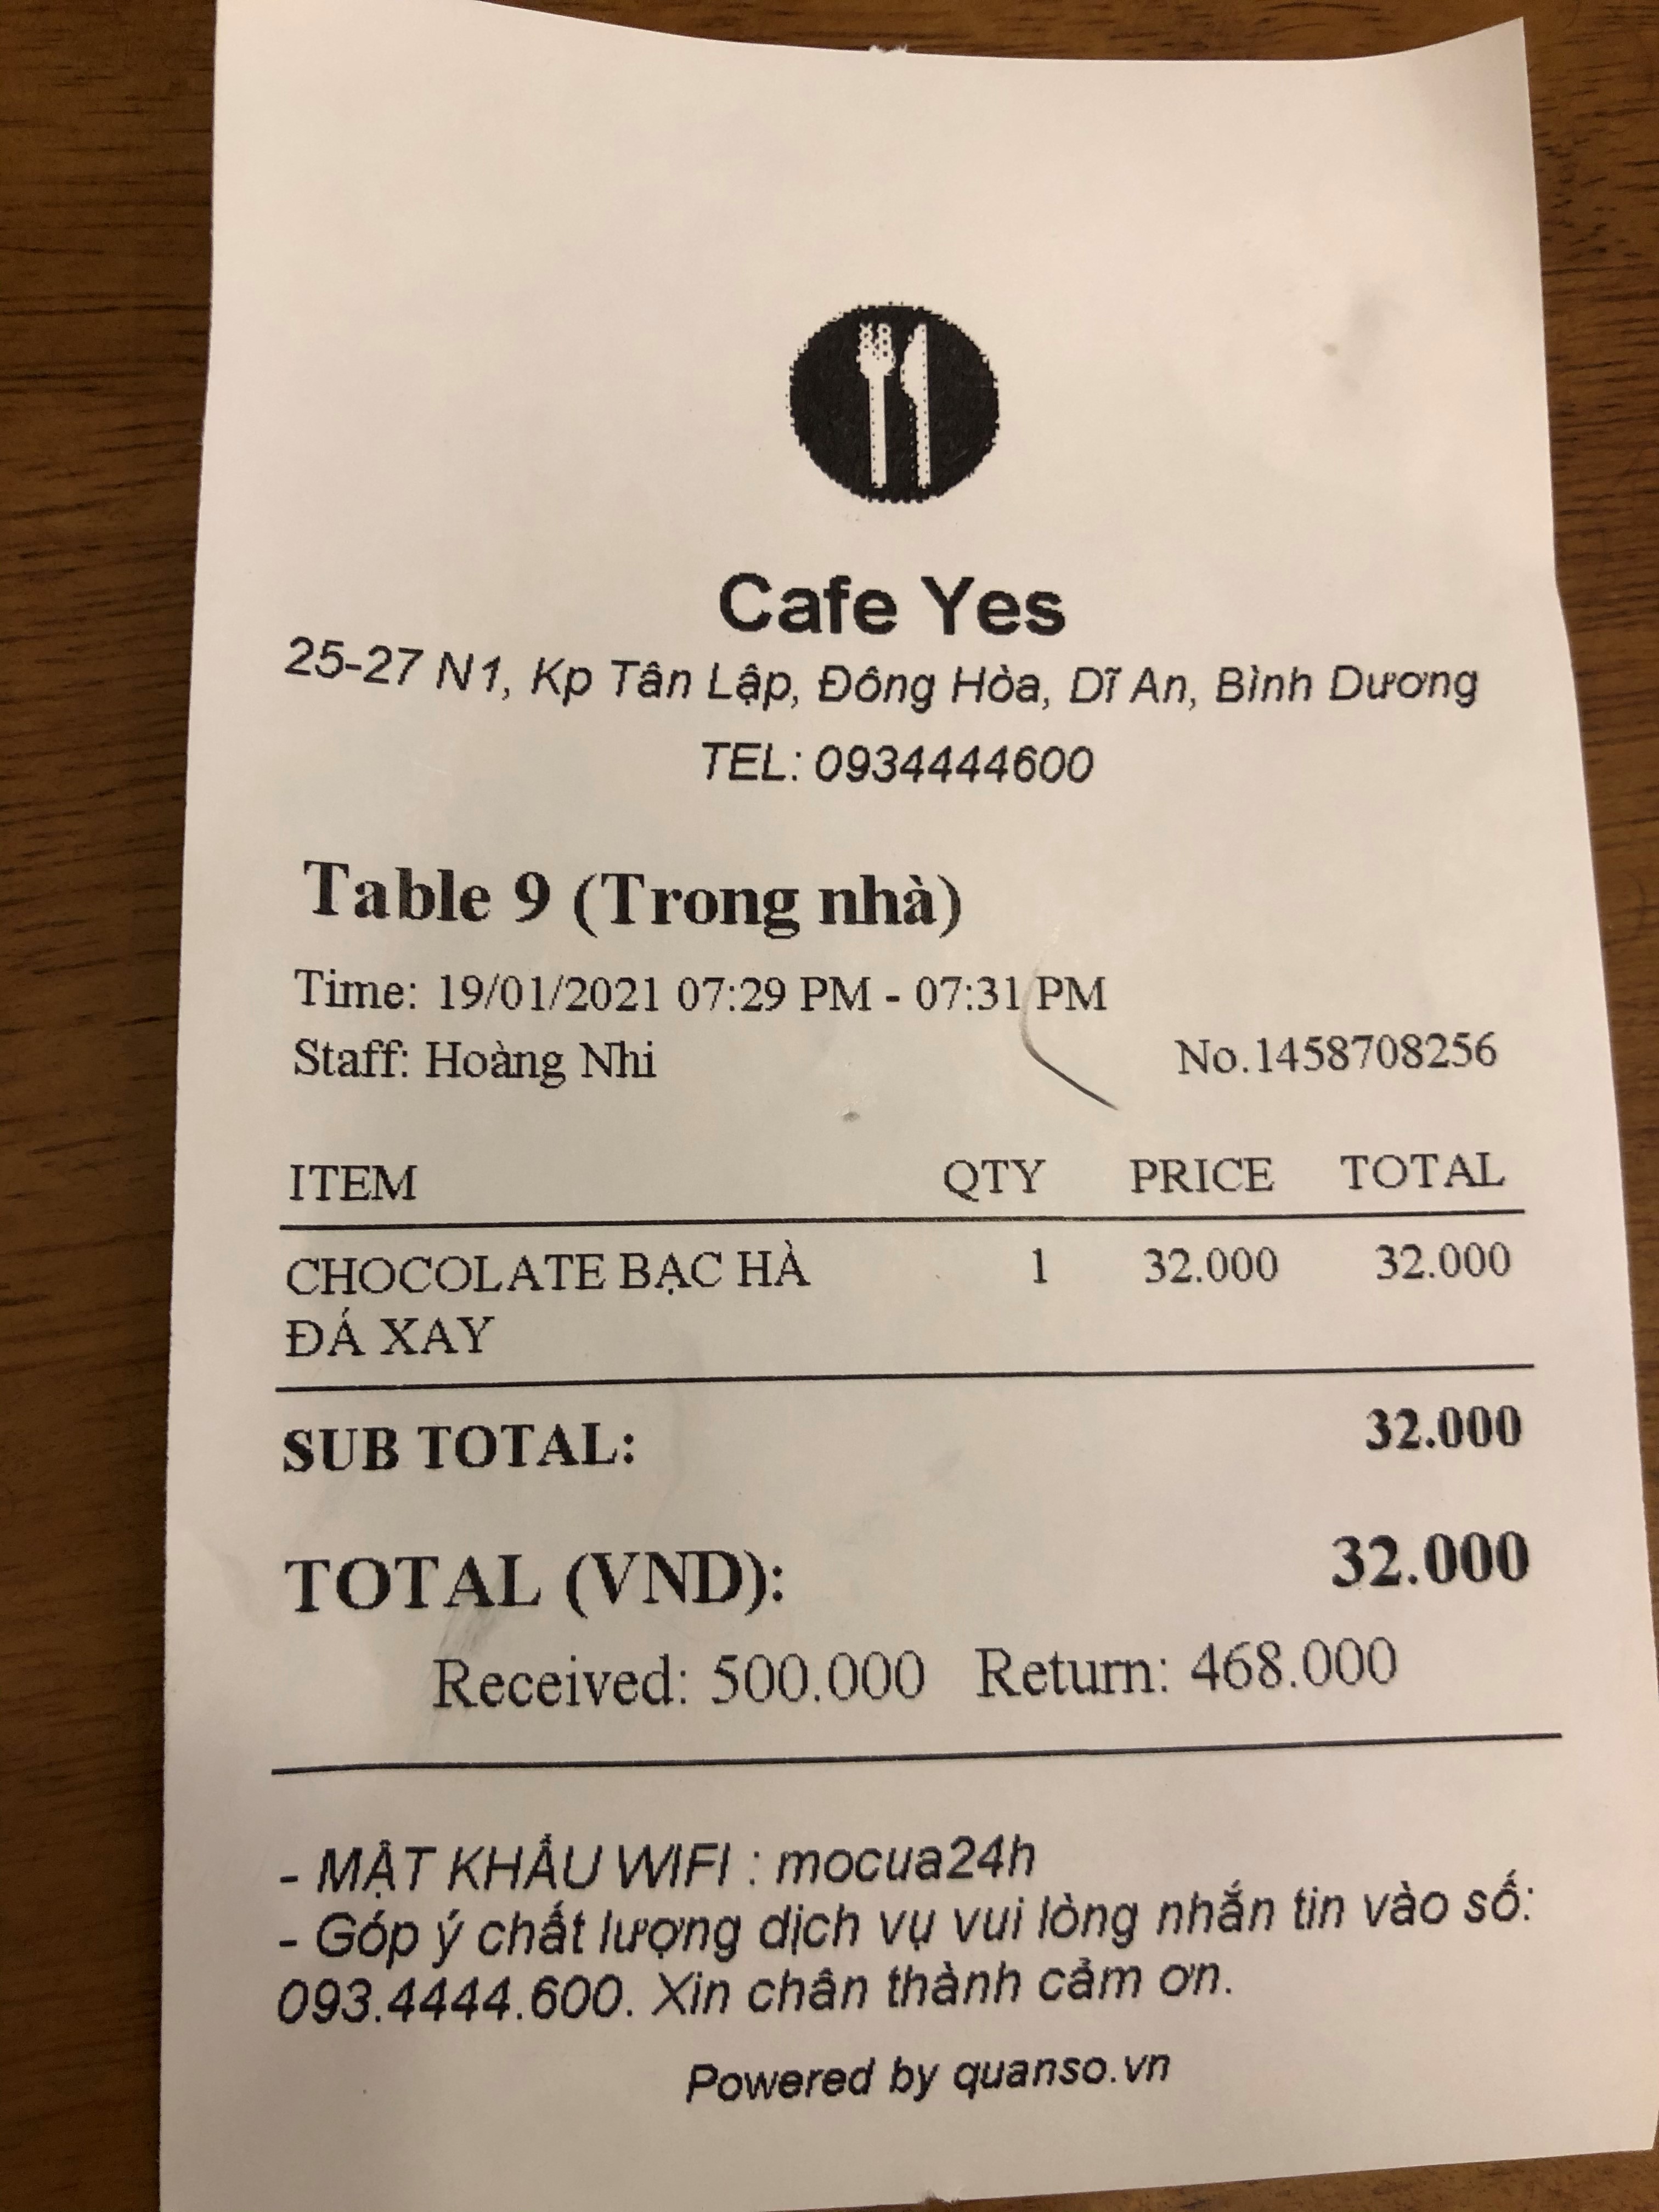 Cafe Yes
25-27 N1, Kp Tân Lập, Đông Hòa, Dĩ An, Bình Dương
TEL: 0934444600
Table 9 (Trong nhà)
Time: 19/01/2021 07:29 PM - 07:31 PM
Staff: Hoàng Nhi No.1458708256
ITEM QTY PRICE TOTAL
CHOCOLATE BẠC HÀ 1 32.000 32.000
ĐÁ XAY
SUB TOTAL: 32.000
TOTAL (VND): 32.000
Received: 500.000 Return: 468.000
- MẬT KHẨU WIFI : mocua24h
- Góp ý chất lượng dịch vụ vui lòng nhắn tin vào số:
093.4444.600. Xin chân thành cảm ơn.
Powered by quanso.vn